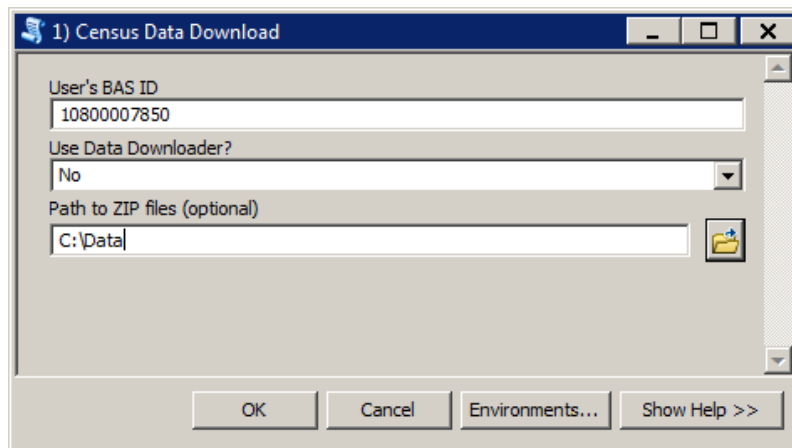 1) Census Data Download
User's BAS ID
10800007850
Use Data Downloader?
No
Path to ZIP files (optional)
C:\Data
OK Cancel Environments... Show Help >>